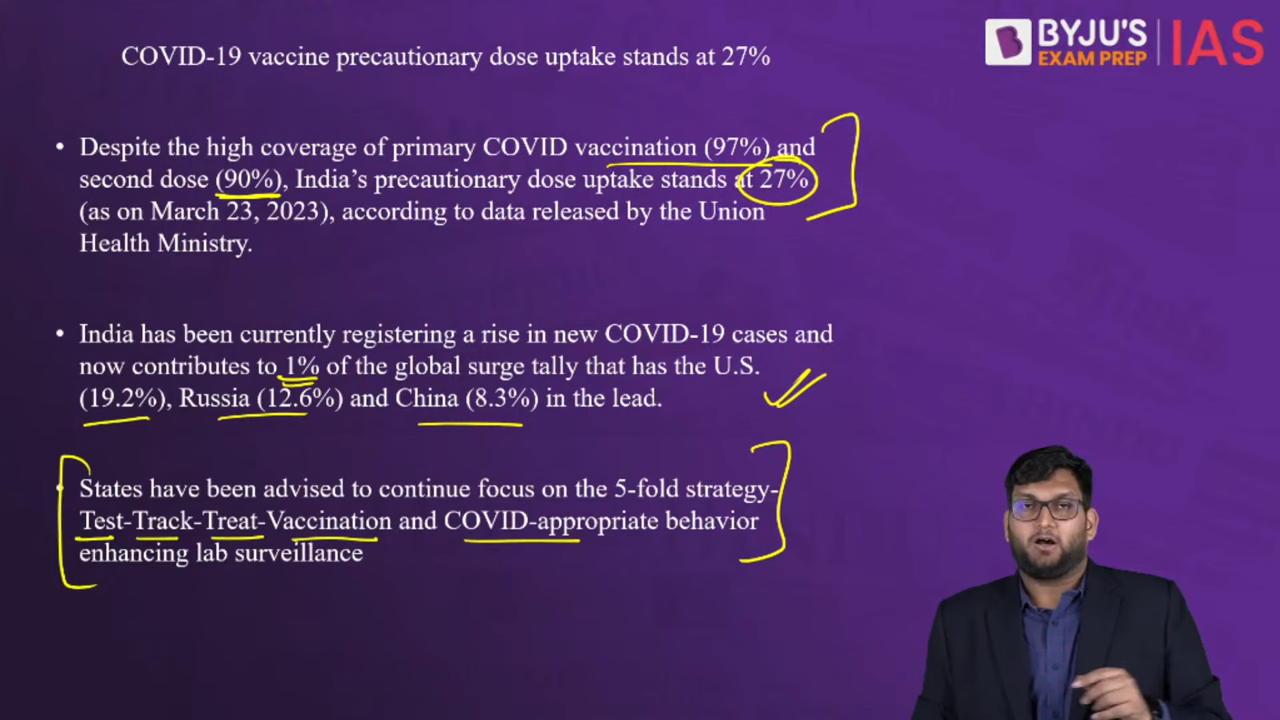 COVID-19 vaccine precautionary dose uptake stands at 27%
BYJU'S
EXAM PREP
IAS
• Despite the high coverage of primary COVID vaccination (97%) and
second dose (90%), India’s precautionary dose uptake stands at 27%
(as on March 23, 2023), according to data released by the Union
Health Ministry.
• India has been currently registering a rise in new COVID-19 cases and
now contributes to 1% of the global surge tally that has the U.S.
(19.2%), Russia (12.6%) and China (8.3%) in the lead.
• States have been advised to continue focus on the 5-fold strategy-
Test-Track-Treat-Vaccination and COVID-appropriate behavior
enhancing lab surveillance